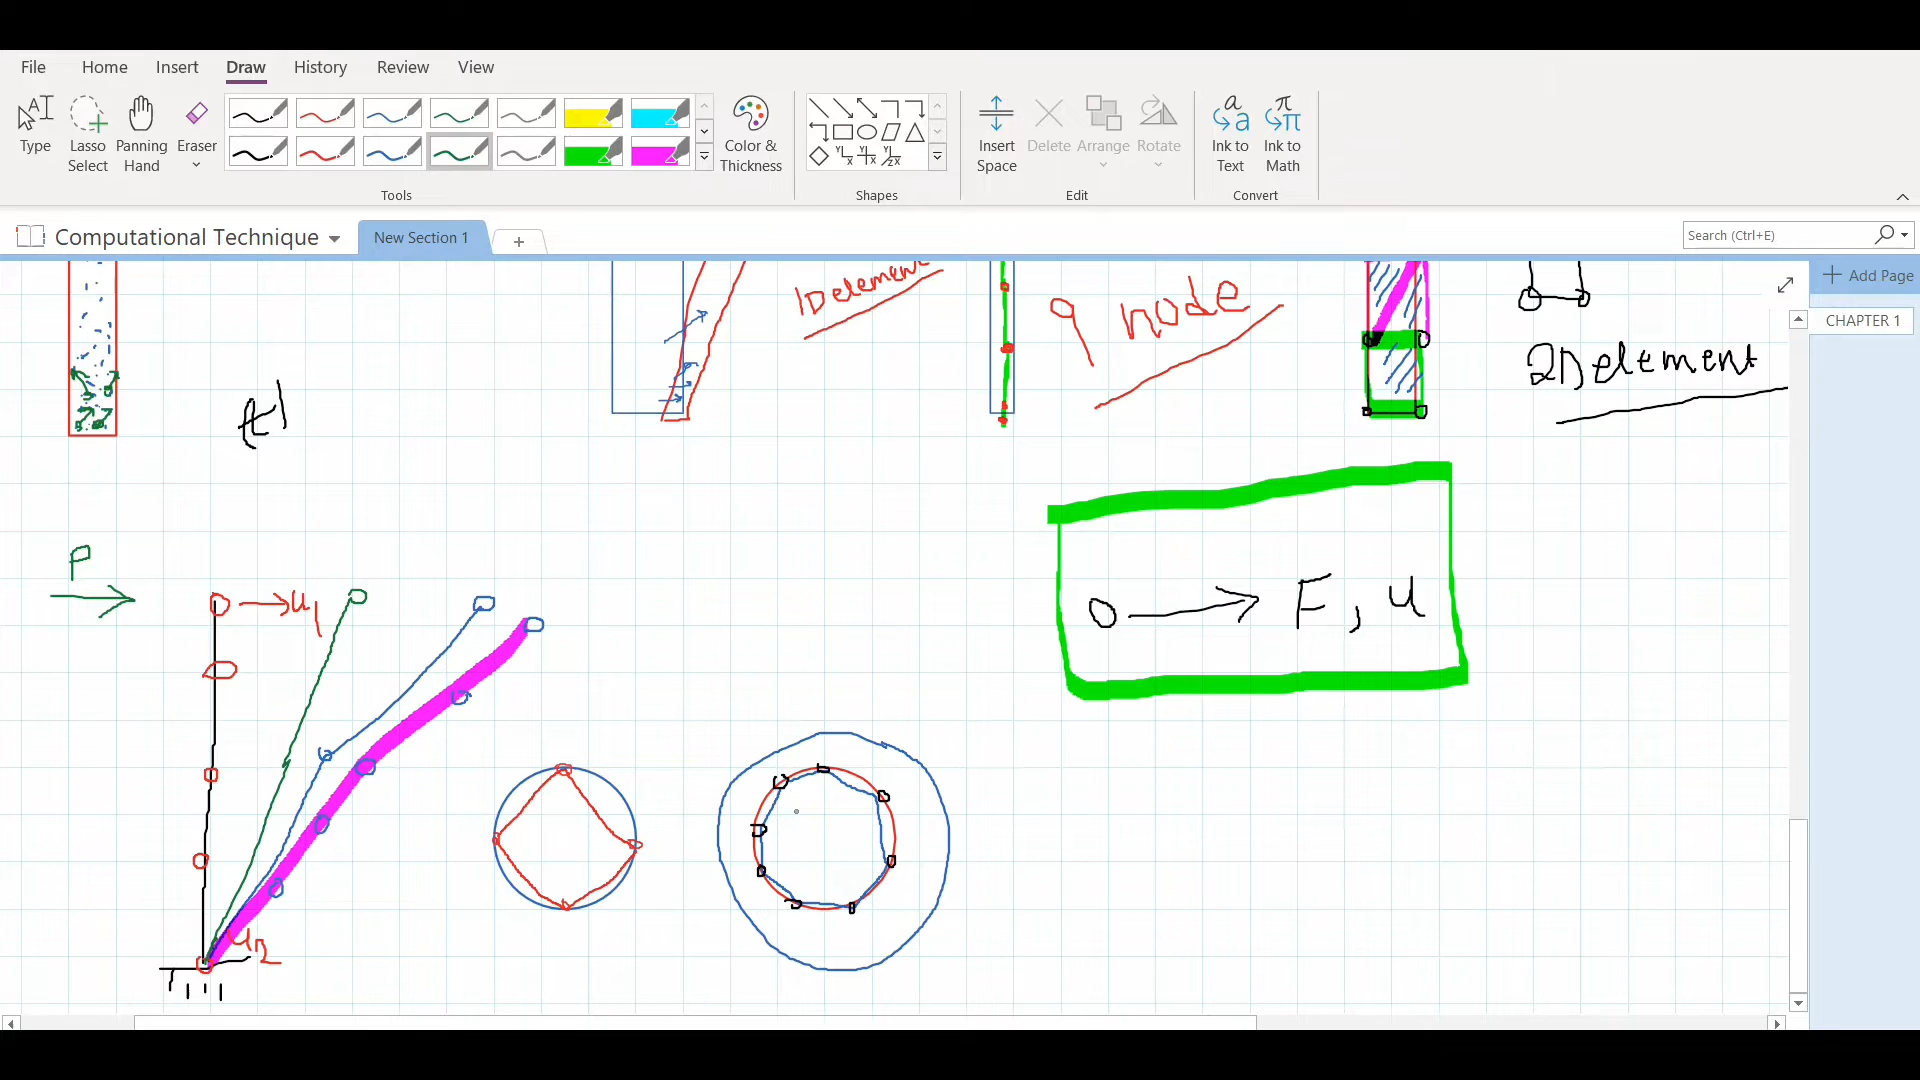 File Home Insert Draw History Review View
Type
Lasso Select
Panning Hand
Eraser
Color & Thickness
Insert Space
Delete
Arrange
Rotate
Ink to Text
Ink to Math
Tools
Shapes
Edit
Convert
Computational Technique
New Section 1
Search (Ctrl+E)
Add Page
CHAPTER 1
1D element
9 node
2D element
P
u1
F, u
u2